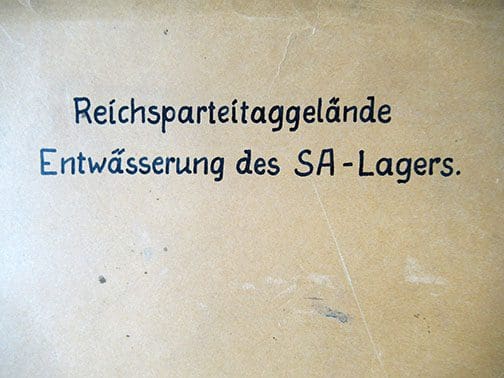 Reichsparteitaggelände
Entwässerung des SA-Lagers.